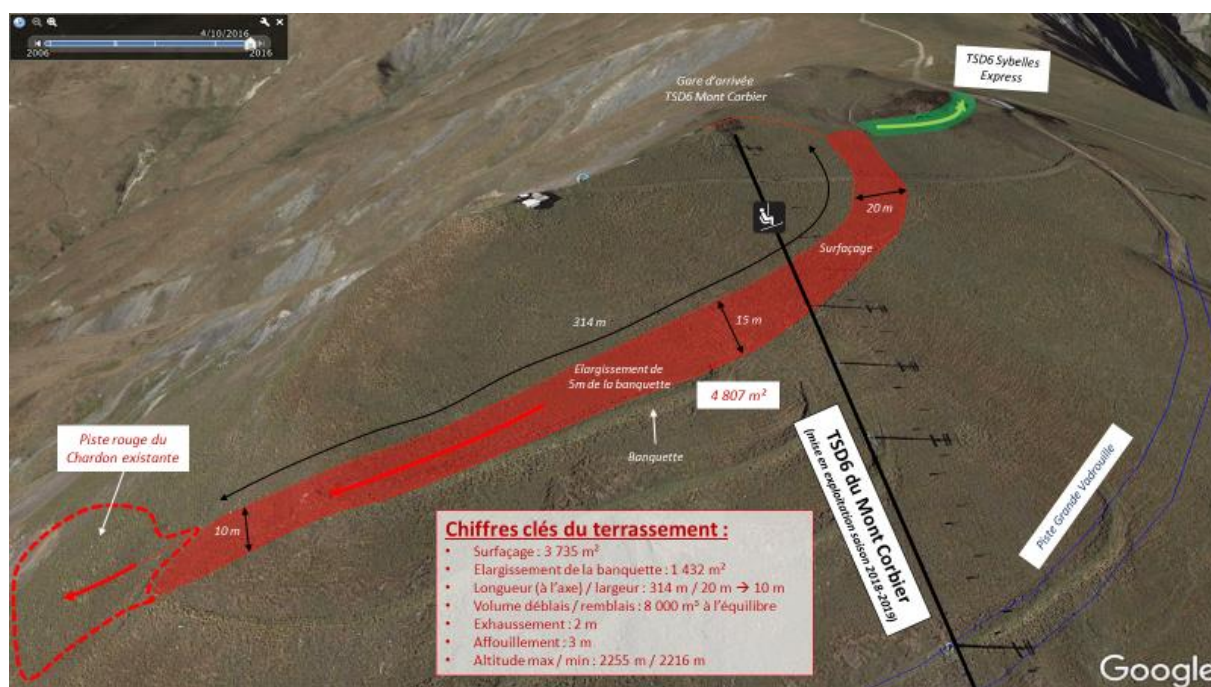 4/10/2016
2006
2016
Gare d'arrivée
TSD6 Mont Corbier
TSD6 Sybelles
Express
20 m
Surfaçage
314 m
15 m
Elargissement de
5m de la banquette
4 807 m²
Banquette
Piste rouge du
Chardon existante
10 m
TSD6 du Mont Corbier
(mise en exploitation saison 2018-2019)
Piste Grande Vadrouille
Chiffres clés du terrassement :
• Surfaçage : 3 735 m²
• Elargissement de la banquette : 1 432 m²
• Longueur (à l'axe) / largeur : 314 m / 20 m → 10 m
• Volume déblais / remblais : 8 000 m³ à l'équilibre
• Exhaussement : 2 m
• Affouillement : 3 m
• Altitude max / min : 2255 m / 2216 m
Google